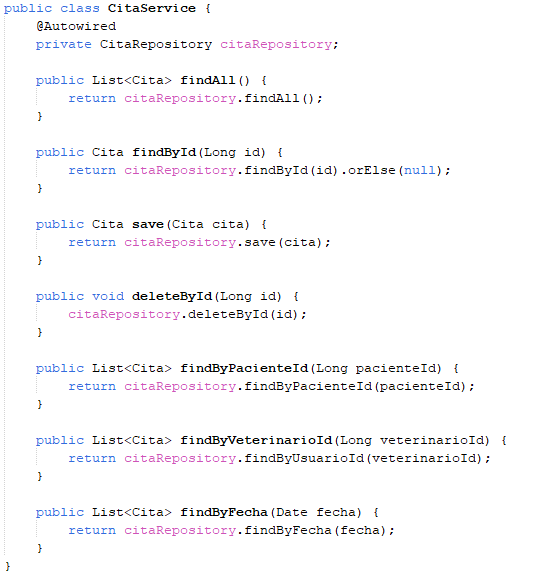 public class CitaService {
    @Autowired
    private CitaRepository citaRepository;

    public List<Cita> findAll() {
        return citaRepository.findAll();
    }

    public Cita findById(Long id) {
        return citaRepository.findById(id).orElse(null);
    }

    public Cita save(Cita cita) {
        return citaRepository.save(cita);
    }

    public void deleteById(Long id) {
        citaRepository.deleteById(id);
    }

    public List<Cita> findByPacienteId(Long pacienteId) {
        return citaRepository.findByPacienteId(pacienteId);
    }

    public List<Cita> findByVeterinarioId(Long veterinarioId) {
        return citaRepository.findByUsuarioId(veterinarioId);
    }

    public List<Cita> findByFecha(Date fecha) {
        return citaRepository.findByFecha(fecha);
    }
}